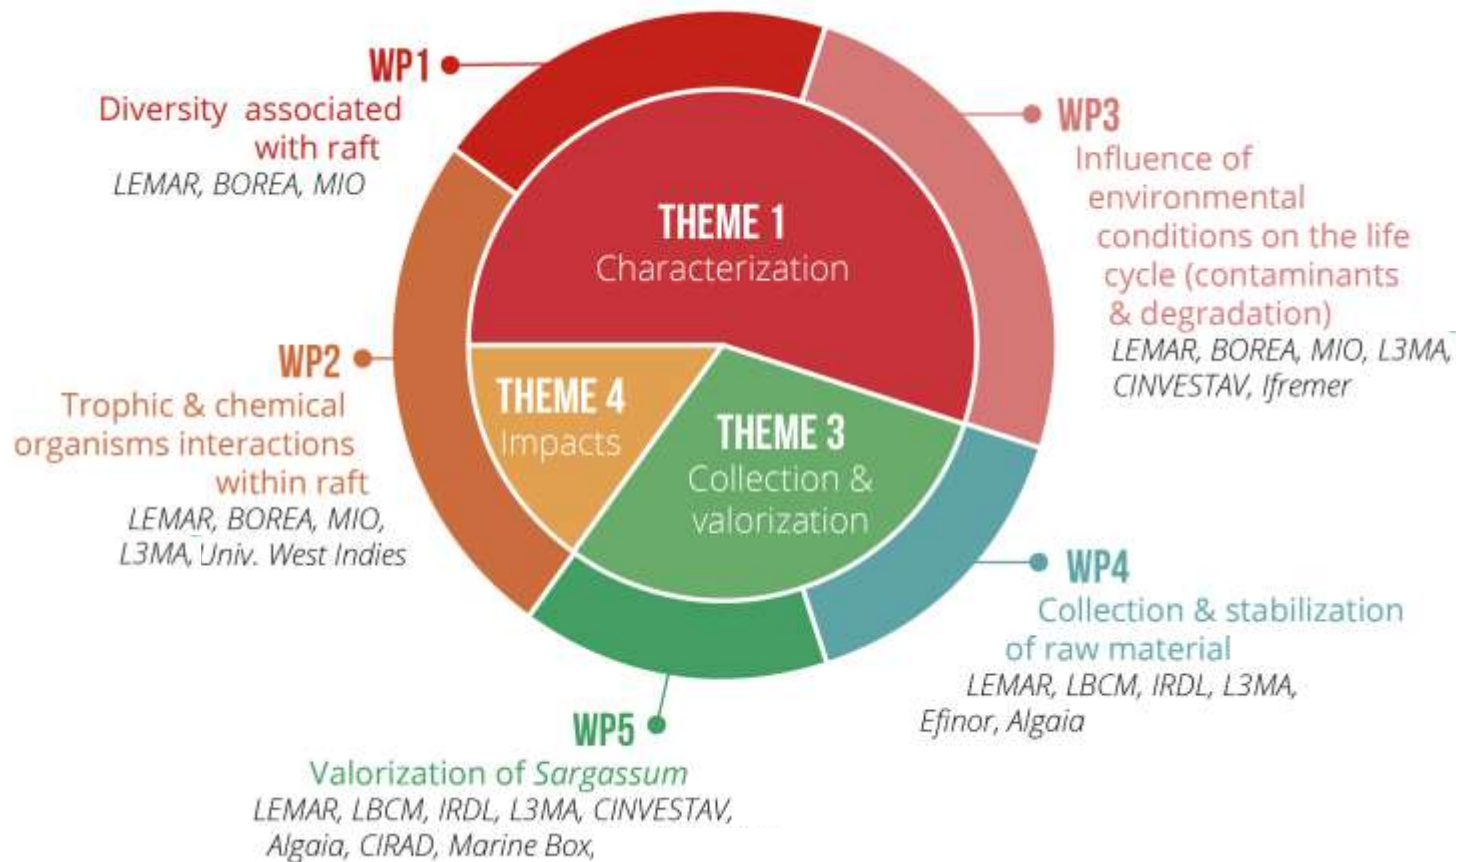 WP1
Diversity associated
with raft
LEMAR, BOREA, MIO
WP3
Influence of
environmental
conditions on the life
cycle (contaminants
& degradation)
LEMAR, BOREA, MIO, L3MA,
CINVESTAV, Ifremer
THEME 1
Characterization
WP2
Trophic & chemical
organisms interactions
within raft
LEMAR, BOREA, MIO,
L3MA, Univ. West Indies
THEME 4
Impacts
THEME 3
Collection &
valorization
WP4
Collection & stabilization
of raw material
LEMAR, LBCM, IRDL, L3MA,
Efinor, Algaia
WP5
Valorization of Sargassum
LEMAR, LBCM, IRDL, L3MA, CINVESTAV,
Algaia, CIRAD, Marine Box,